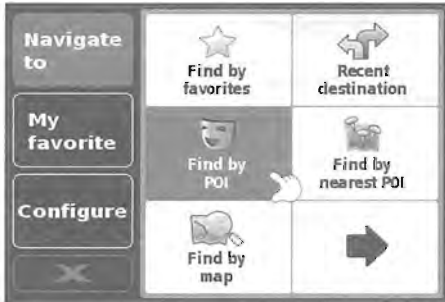 Navigate
to
My
favorite
Configure
Find by
favorites
Recent
destination
Find by
POI
Find by
nearest POI
Find by
map